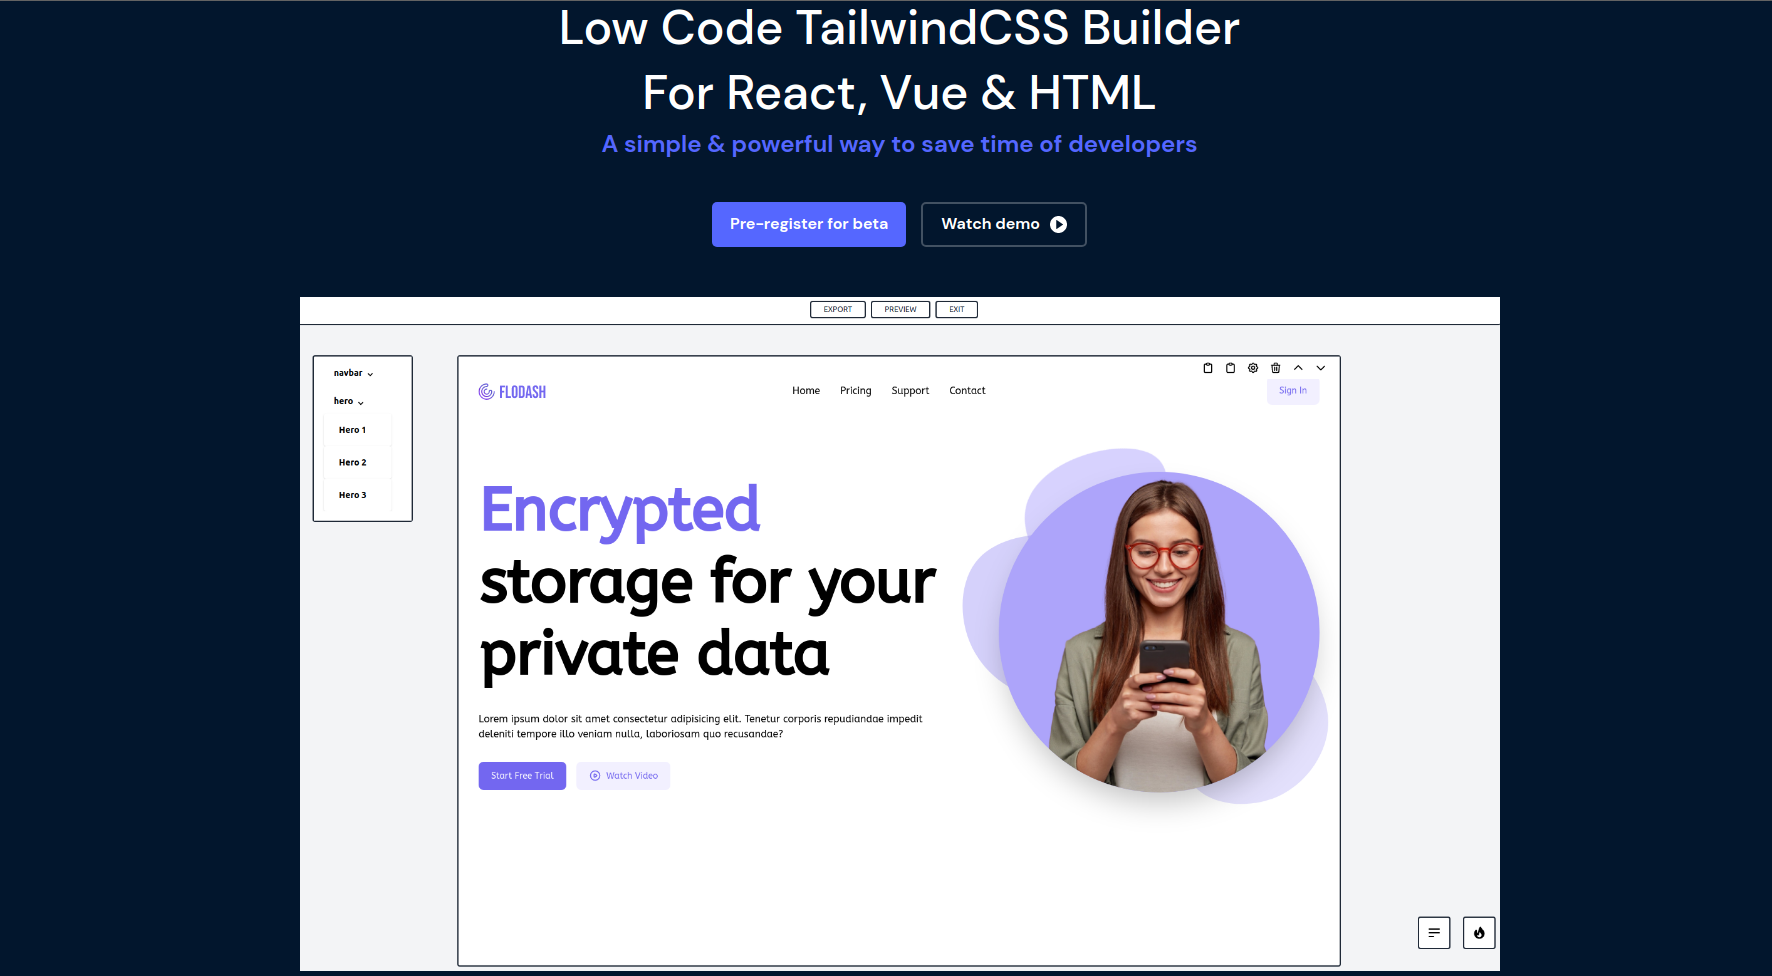 Low Code TailwindCSS Builder
For React, Vue & HTML
A simple & powerful way to save time of developers
Pre-register for beta
Watch demo
EXPORT
PREVIEW
EXIT
navbar
hero
Hero 1
Hero 2
Hero 3
FLODASH
Home
Pricing
Support
Contact
Sign In
Encrypted
storage for your
private data
Lorem ipsum dolor sit amet consectetur adipisicing elit. Tenetur corporis repudiandae impedit
deleniti tempore illo veniam nulla, laboriosam quo recusandae?
Start Free Trial
Watch Video